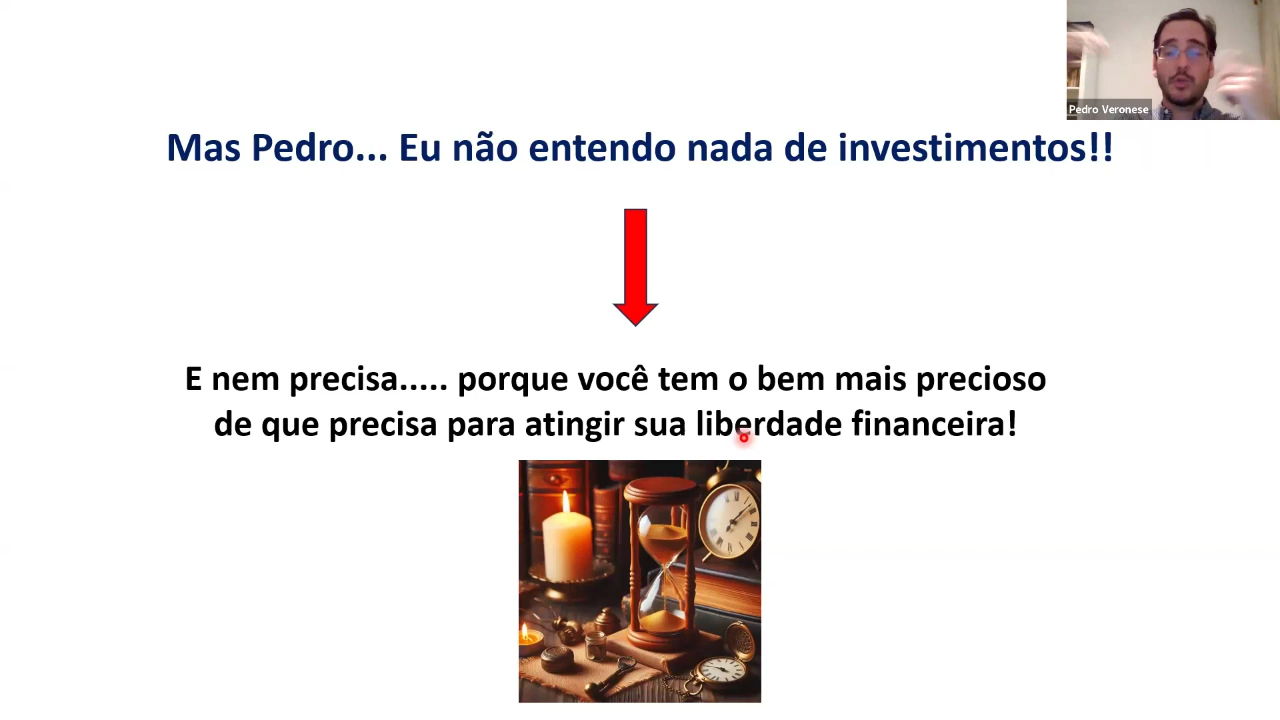 Pedro Veronese
Mas Pedro... Eu não entendo nada de investimentos!!
E nem precisa..... porque você tem o bem mais precioso
de que precisa para atingir sua liberdade financeira!